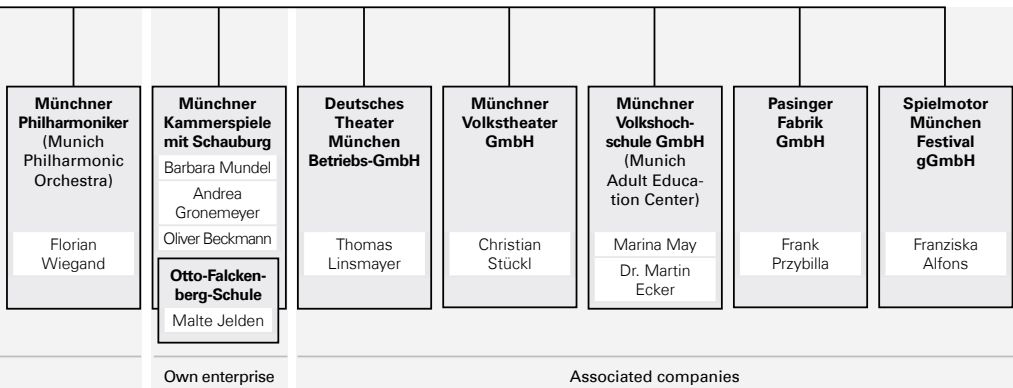 Münchner
Philharmoniker
(Munich
Philharmonic
Orchestra)
Florian
Wiegand
Münchner
Kammerspiele
mit Schauburg
Barbara Mundel
Andrea
Gronemeyer
Oliver Beckmann
Otto-Falcken-
berg-Schule
Malte Jelden
Deutsches
Theater
München
Betriebs-GmbH
Thomas
Linsmayer
Münchner
Volkstheater
GmbH
Christian
Stückl
Münchner
Volkshoch-
schule GmbH
(Munich
Adult Educa-
tion Center)
Marina May
Dr. Martin
Ecker
Pasinger
Fabrik
GmbH
Frank
Przybilla
Spielmotor
München
Festival
gGmbH
Franziska
Alfons
Own enterprise
Associated companies